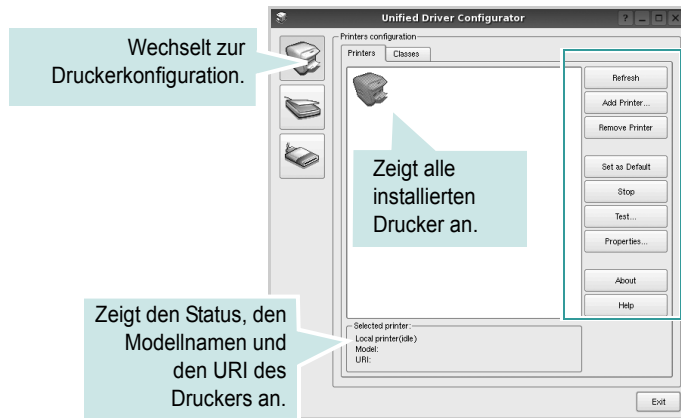 Unified Driver Configurator
Wechselt zur
Druckerkonfiguration.
Printers configuration
Printers Classes
Refresh
Add Printer...
Remove Printer
Zeigt alle
installierten
Drucker an.
Set as Default
Stop
Test...
Properties...
About
Help
Zeigt den Status, den
Modellnamen und
den URI des
Druckers an.
Selected printer:
Local printer(idle)
Model:
URI:
Exit